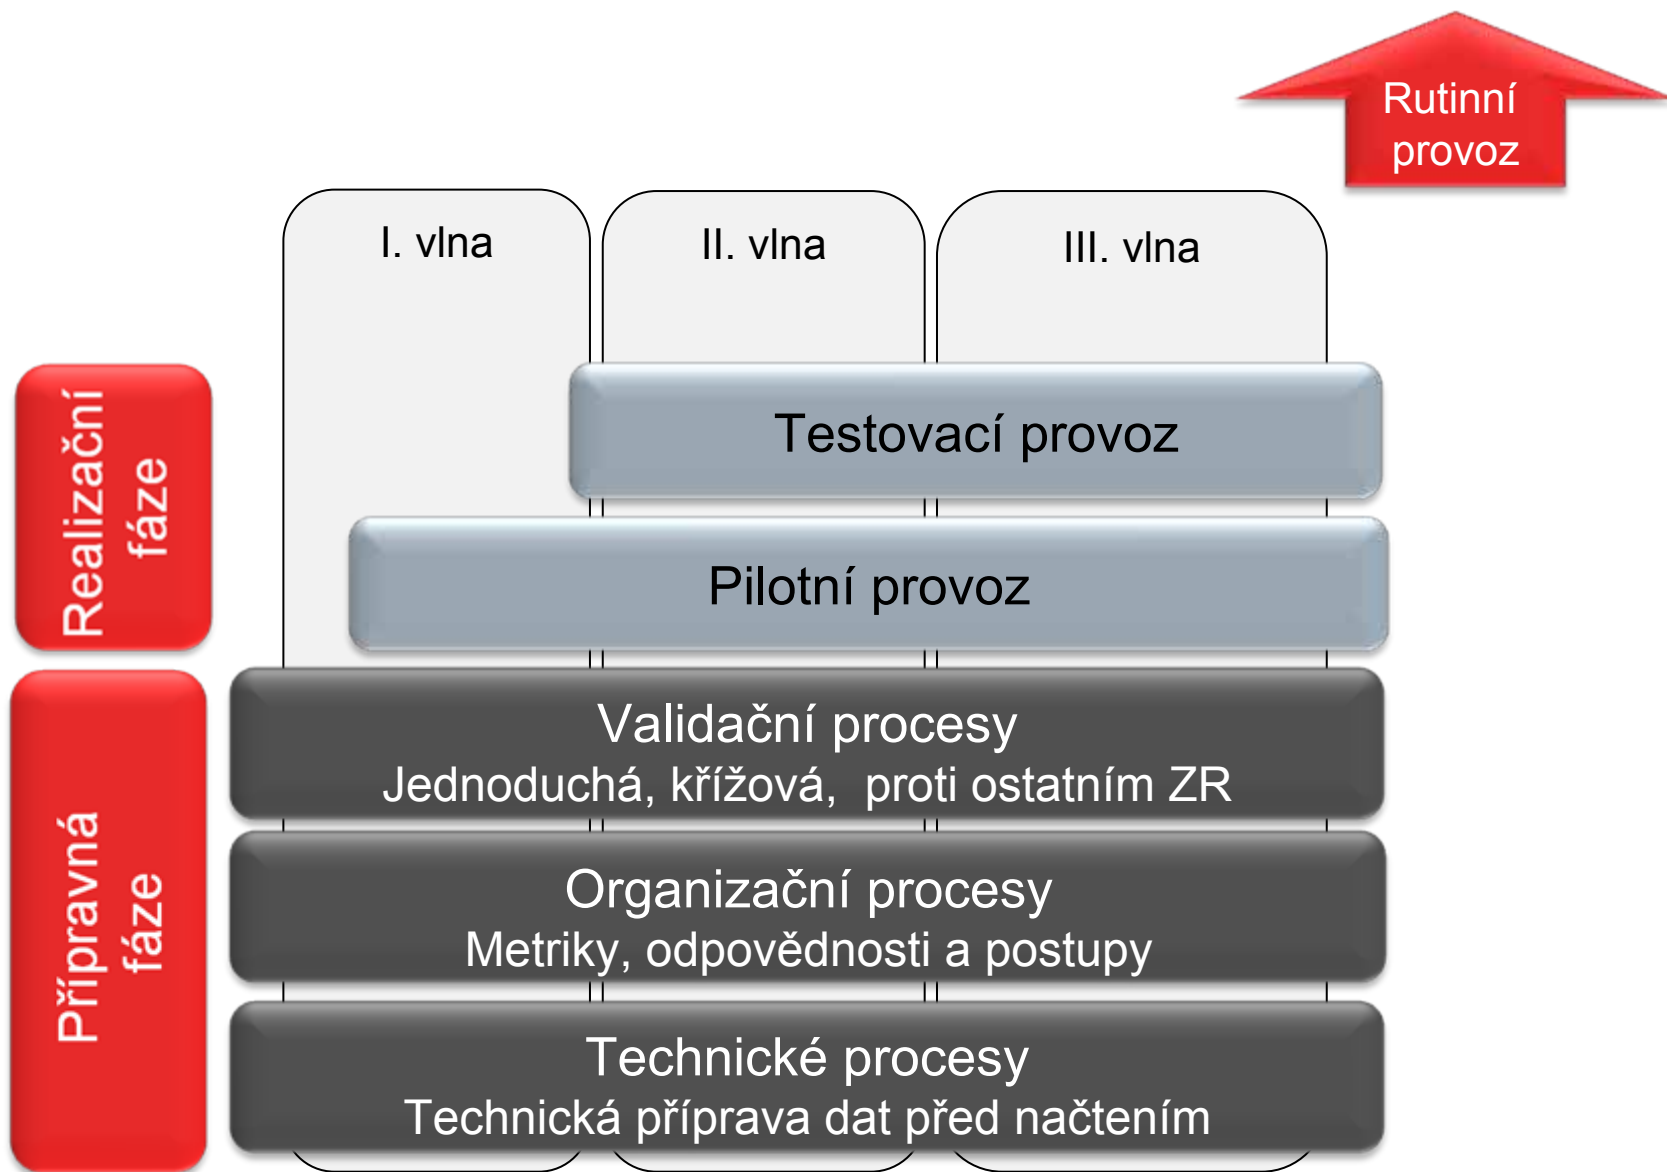 Rutinní
provoz
I. vlna
II. vlna
III. vlna
Realizační
fáze
Testovací provoz
Pilotní provoz
Přípravná
fáze
Validační procesy
Jednoduchá, křížová,  proti ostatním ZR
Organizační procesy
Metriky, odpovědnosti a postupy
Technické procesy
Technická příprava dat před načtením